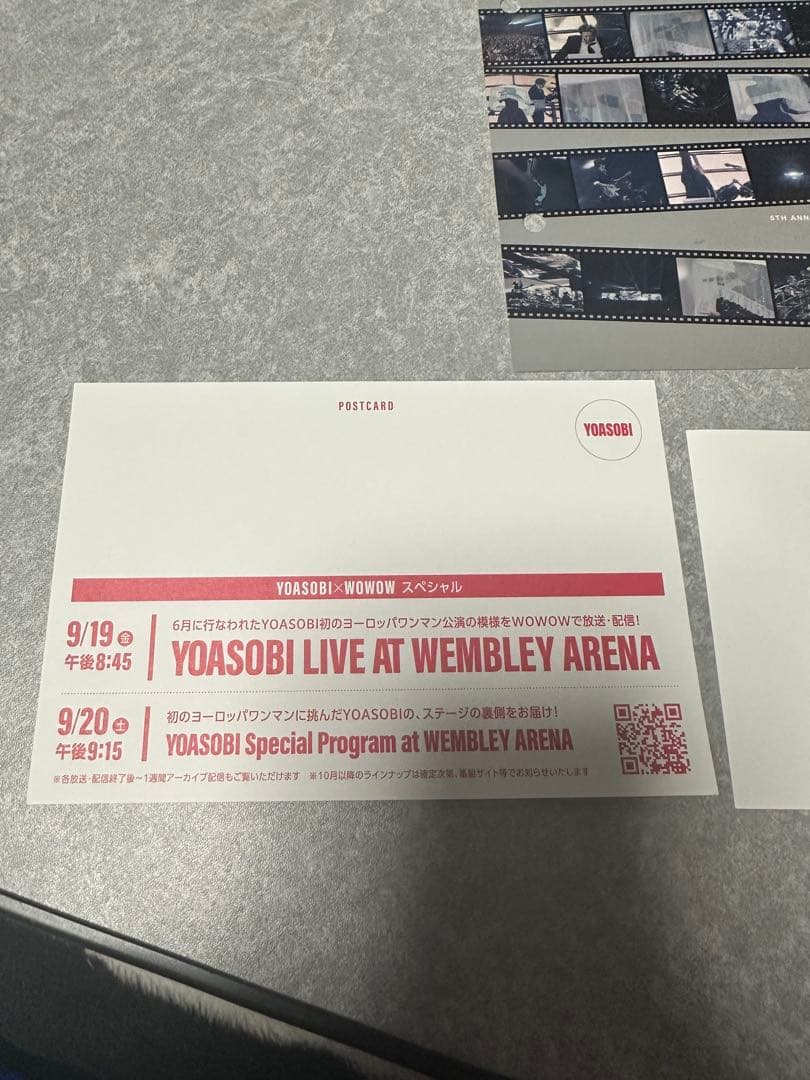 5TH ANN
POSTCARD
YOASOBI
YOASOBI×WOWOW スペシャル
9/19 金
午後8:45
6月に行なわれたYOASOBI初のヨーロッパワンマン公演の模様をWOWOWで放送・配信!
YOASOBI LIVE AT WEMBLEY ARENA
9/20 土
午後9:15
初のヨーロッパワンマンに挑んだYOASOBIの、ステージの裏側をお届け!
YOASOBI Special Program at WEMBLEY ARENA
※各放送・配信終了後~1週間アーカイブ配信もご覧いただけます ※10月以降のラインナップは確定次第、番組サイト等でお知らせいたします